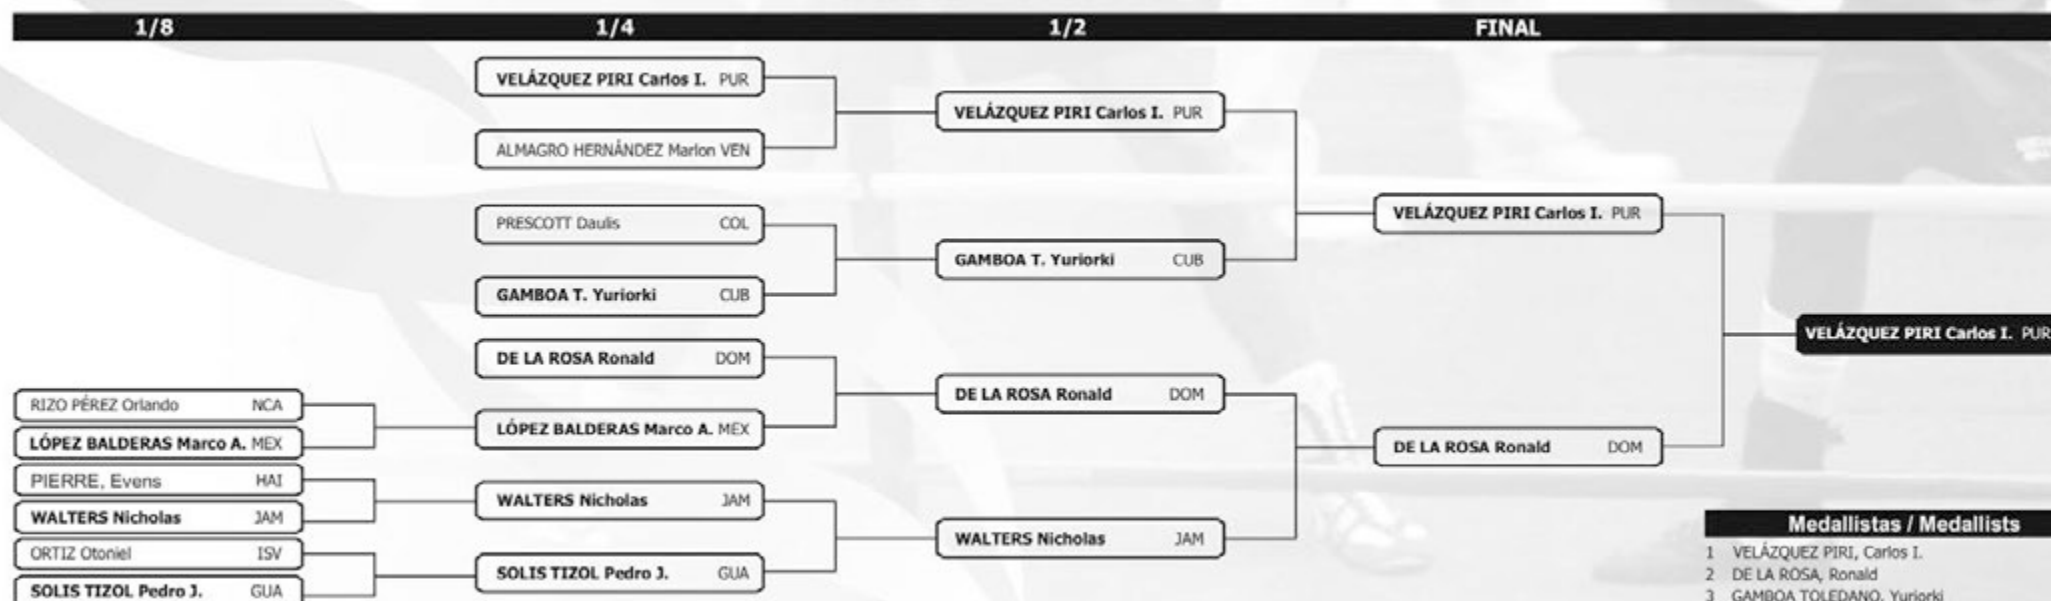 1/8 1/4 1/2 FINAL
VELÁZQUEZ PIRI Carlos I. PUR
ALMAGRO HERNÁNDEZ Marlon VEN
PRESCOTT Daulis COL
GAMBOA T. Yuriorki CUB
DE LA ROSA Ronald DOM
LÓPEZ BALDERAS Marco A. MEX
WALTERS Nicholas JAM
SOLIS TIZOL Pedro J. GUA
RIZO PÉREZ Orlando NCA
LÓPEZ BALDERAS Marco A. MEX
PIERRE, Evens HAI
WALTERS Nicholas JAM
ORTIZ Otoniel ISV
SOLIS TIZOL Pedro J. GUA
VELÁZQUEZ PIRI Carlos I. PUR
GAMBOA T. Yuriorki CUB
DE LA ROSA Ronald DOM
WALTERS Nicholas JAM
VELÁZQUEZ PIRI Carlos I. PUR
DE LA ROSA Ronald DOM
VELÁZQUEZ PIRI Carlos I. PUR
Medallistas / Medallists
1 VELÁZQUEZ PIRI, Carlos I.
2 DE LA ROSA, Ronald
3 GAMBOA TOLEDANO, Yuriorki